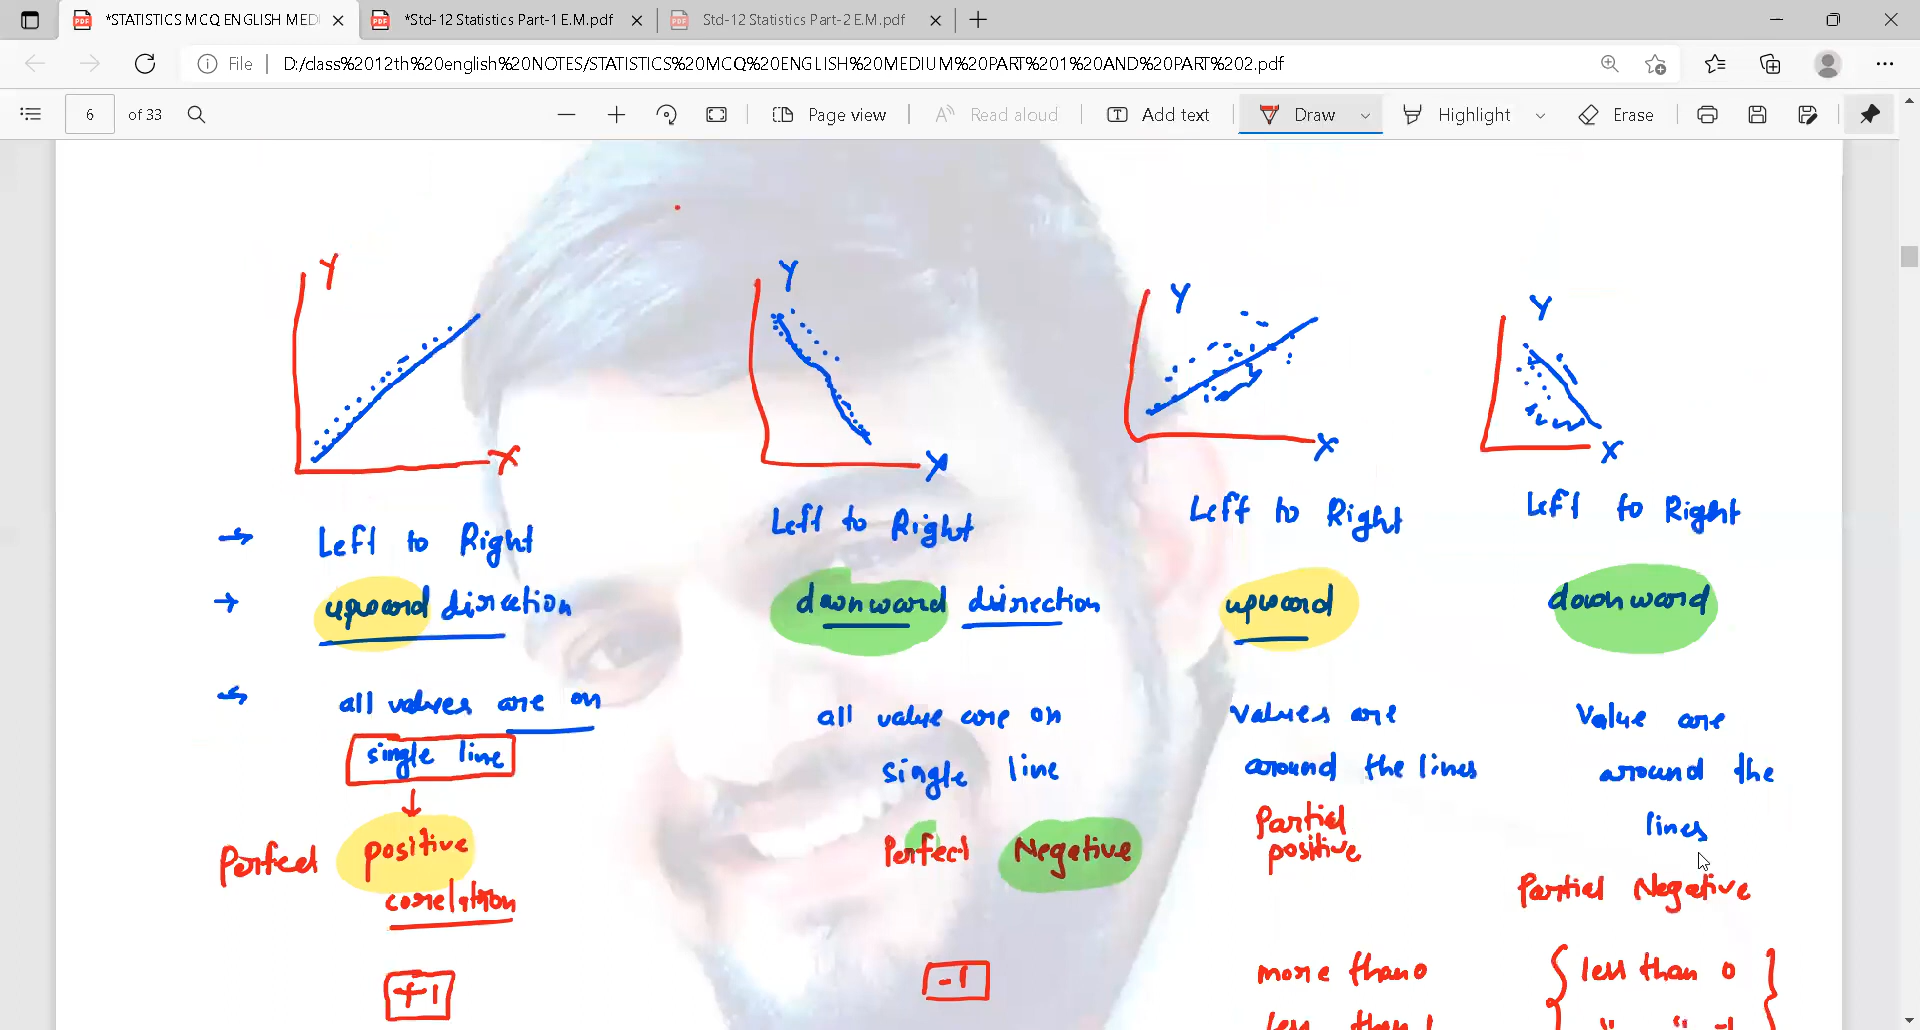 *STATISTICS MCQ ENGLISH MEDI
*Std-12 Statistics Part-1 E.M.pdf
Std-12 Statistics Part-2 E.M.pdf
File
D:/class%2012th%20english%20NOTES/STATISTICS%20MCQ%20ENGLISH%20MEDIUM%20PART%201%20AND%20PART%202.pdf
6 of 33
Page view
Read aloud
Add text
Draw
Highlight
Erase
Y Y Y Y
X X X X
Left to Right Left to Right Left to Right Left to Right
upward direction downward direction upward downward
all values are on all value are on values are Value are
single line single line around the lines around the
lines
Perfect positive Perfect Negative Partial positive Partial Negative
corelation
+1 -1 more than 0 less than 0
less than 1